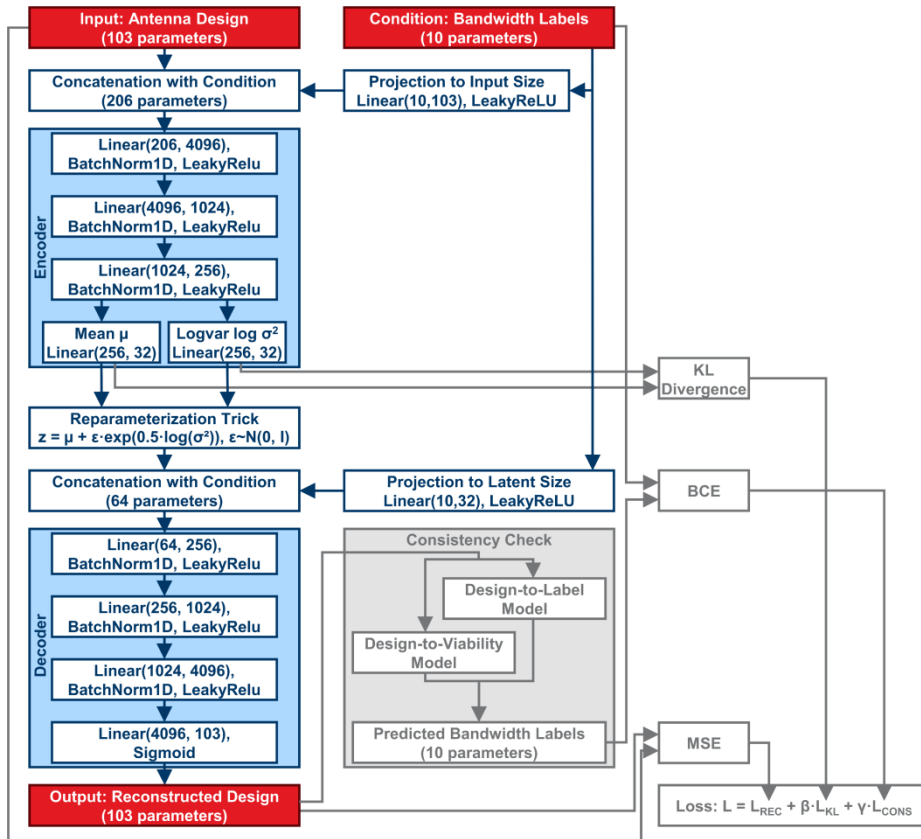 Input: Antenna Design
(103 parameters)
Condition: Bandwidth Labels
(10 parameters)
Concatenation with Condition
(206 parameters)
Projection to Input Size
Linear(10,103), LeakyReLU
Encoder
Linear(206, 4096),
BatchNorm1D, LeakyRelu
Linear(4096, 1024),
BatchNorm1D, LeakyRelu
Linear(1024, 256),
BatchNorm1D, LeakyRelu
Mean μ
Linear(256, 32)
Logvar log σ²
Linear(256, 32)
KL
Divergence
Reparameterization Trick
z = μ + ε·exp(0.5·log(σ²)), ε~N(0, I)
Concatenation with Condition
(64 parameters)
Projection to Latent Size
Linear(10,32), LeakyReLU
BCE
Decoder
Linear(64, 256),
BatchNorm1D, LeakyRelu
Linear(256, 1024),
BatchNorm1D, LeakyRelu
Linear(1024, 4096),
BatchNorm1D, LeakyRelu
Linear(4096, 103),
Sigmoid
Consistency Check
Design-to-Label
Model
Design-to-Viability
Model
Predicted Bandwidth Labels
(10 parameters)
MSE
Output: Reconstructed Design
(103 parameters)
Loss: L = L_REC + β·L_KL + γ·L_CONS